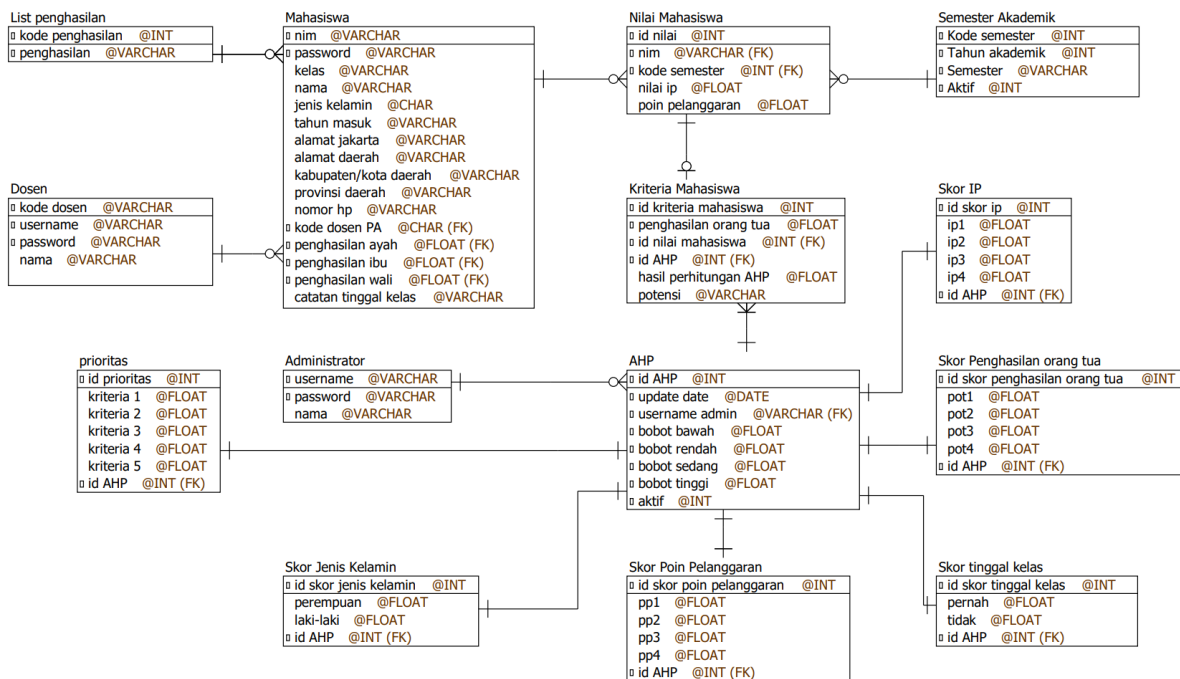 List penghasilan
▯ kode penghasilan @INT
▯ penghasilan @VARCHAR
Mahasiswa
▯ nim @VARCHAR
▯ password @VARCHAR
kelas @VARCHAR
nama @VARCHAR
jenis kelamin @CHAR
tahun masuk @VARCHAR
alamat jakarta @VARCHAR
alamat daerah @VARCHAR
kabupaten/kota daerah @VARCHAR
provinsi daerah @VARCHAR
nomor hp @VARCHAR
▯ kode dosen PA @CHAR (FK)
▯ penghasilan ayah @FLOAT (FK)
▯ penghasilan ibu @FLOAT (FK)
▯ penghasilan wali @FLOAT (FK)
catatan tinggal kelas @VARCHAR
Nilai Mahasiswa
▯ id nilai @INT
▯ nim @VARCHAR (FK)
▯ kode semester @INT (FK)
nilai ip @FLOAT
poin pelanggaran @FLOAT
Semester Akademik
▯ Kode semester @INT
▯ Tahun akademik @INT
▯ Semester @VARCHAR
▯ Aktif @INT
Dosen
▯ kode dosen @VARCHAR
▯ username @VARCHAR
▯ password @VARCHAR
nama @VARCHAR
Kriteria Mahasiswa
▯ id kriteria mahasiswa @INT
▯ penghasilan orang tua @FLOAT
▯ id nilai mahasiswa @INT (FK)
▯ id AHP @INT (FK)
hasil perhitungan AHP @FLOAT
potensi @VARCHAR
Skor IP
▯ id skor ip @INT
ip1 @FLOAT
ip2 @FLOAT
ip3 @FLOAT
ip4 @FLOAT
▯ id AHP @INT (FK)
prioritas
▯ id prioritas @INT
kriteria 1 @FLOAT
kriteria 2 @FLOAT
kriteria 3 @FLOAT
kriteria 4 @FLOAT
kriteria 5 @FLOAT
▯ id AHP @INT (FK)
Administrator
▯ username @VARCHAR
▯ password @VARCHAR
nama @VARCHAR
AHP
▯ id AHP @INT
▯ update date @DATE
▯ username admin @VARCHAR (FK)
▯ bobot bawah @FLOAT
▯ bobot rendah @FLOAT
▯ bobot sedang @FLOAT
▯ bobot tinggi @FLOAT
▯ aktif @INT
Skor Penghasilan orang tua
▯ id skor penghasilan orang tua @INT
pot1 @FLOAT
pot2 @FLOAT
pot3 @FLOAT
pot4 @FLOAT
▯ id AHP @INT (FK)
Skor Jenis Kelamin
▯ id skor jenis kelamin @INT
perempuan @FLOAT
laki-laki @FLOAT
▯ id AHP @INT (FK)
Skor Poin Pelanggaran
▯ id skor poin pelanggaran @INT
pp1 @FLOAT
pp2 @FLOAT
pp3 @FLOAT
pp4 @FLOAT
▯ id AHP @INT (FK)
Skor tinggal kelas
▯ id skor tinggal kelas @INT
pernah @FLOAT
tidak @FLOAT
▯ id AHP @INT (FK)